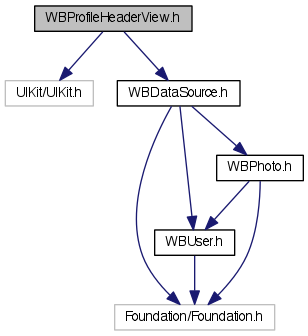 WBProfileHeaderView.h
UIKit/UIKit.h
WBDataSource.h
WBPhoto.h
WBUser.h
Foundation/Foundation.h